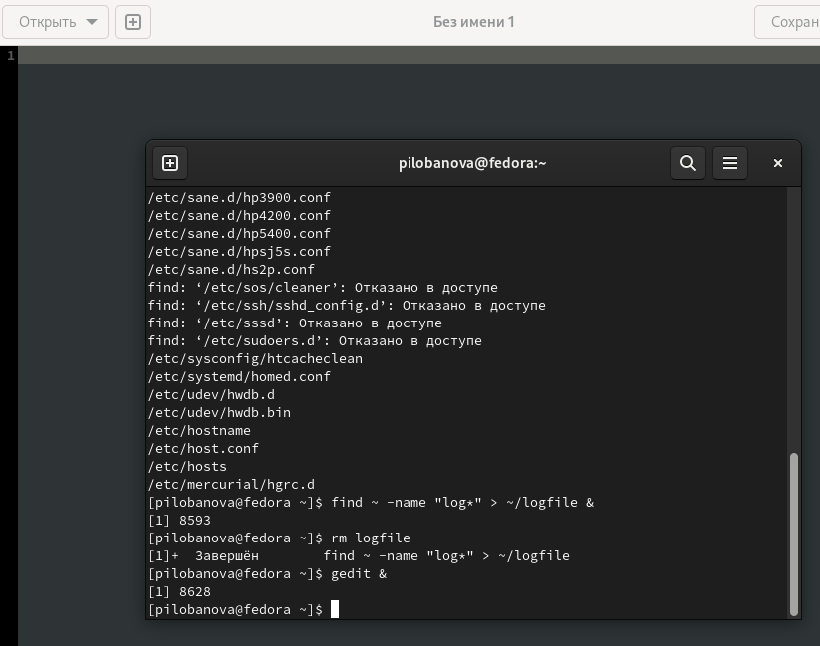 Открыть
Без имени 1
Сохран
1
pilobanova@fedora:~
/etc/sane.d/hp3900.conf
/etc/sane.d/hp4200.conf
/etc/sane.d/hp5400.conf
/etc/sane.d/hpsj5s.conf
/etc/sane.d/hs2p.conf
find: ‘/etc/sos/cleaner’: Отказано в доступе
find: ‘/etc/ssh/sshd_config.d’: Отказано в доступе
find: ‘/etc/sssd’: Отказано в доступе
find: ‘/etc/sudoers.d’: Отказано в доступе
/etc/sysconfig/htcacheclean
/etc/systemd/homed.conf
/etc/udev/hwdb.d
/etc/udev/hwdb.bin
/etc/hostname
/etc/host.conf
/etc/hosts
/etc/mercurial/hgrc.d
[pilobanova@fedora ~]$ find ~ -name "log*" > ~/logfile &
[1] 8593
[pilobanova@fedora ~]$ rm logfile
[1]+  Завершён        find ~ -name "log*" > ~/logfile
[pilobanova@fedora ~]$ gedit &
[1] 8628
[pilobanova@fedora ~]$